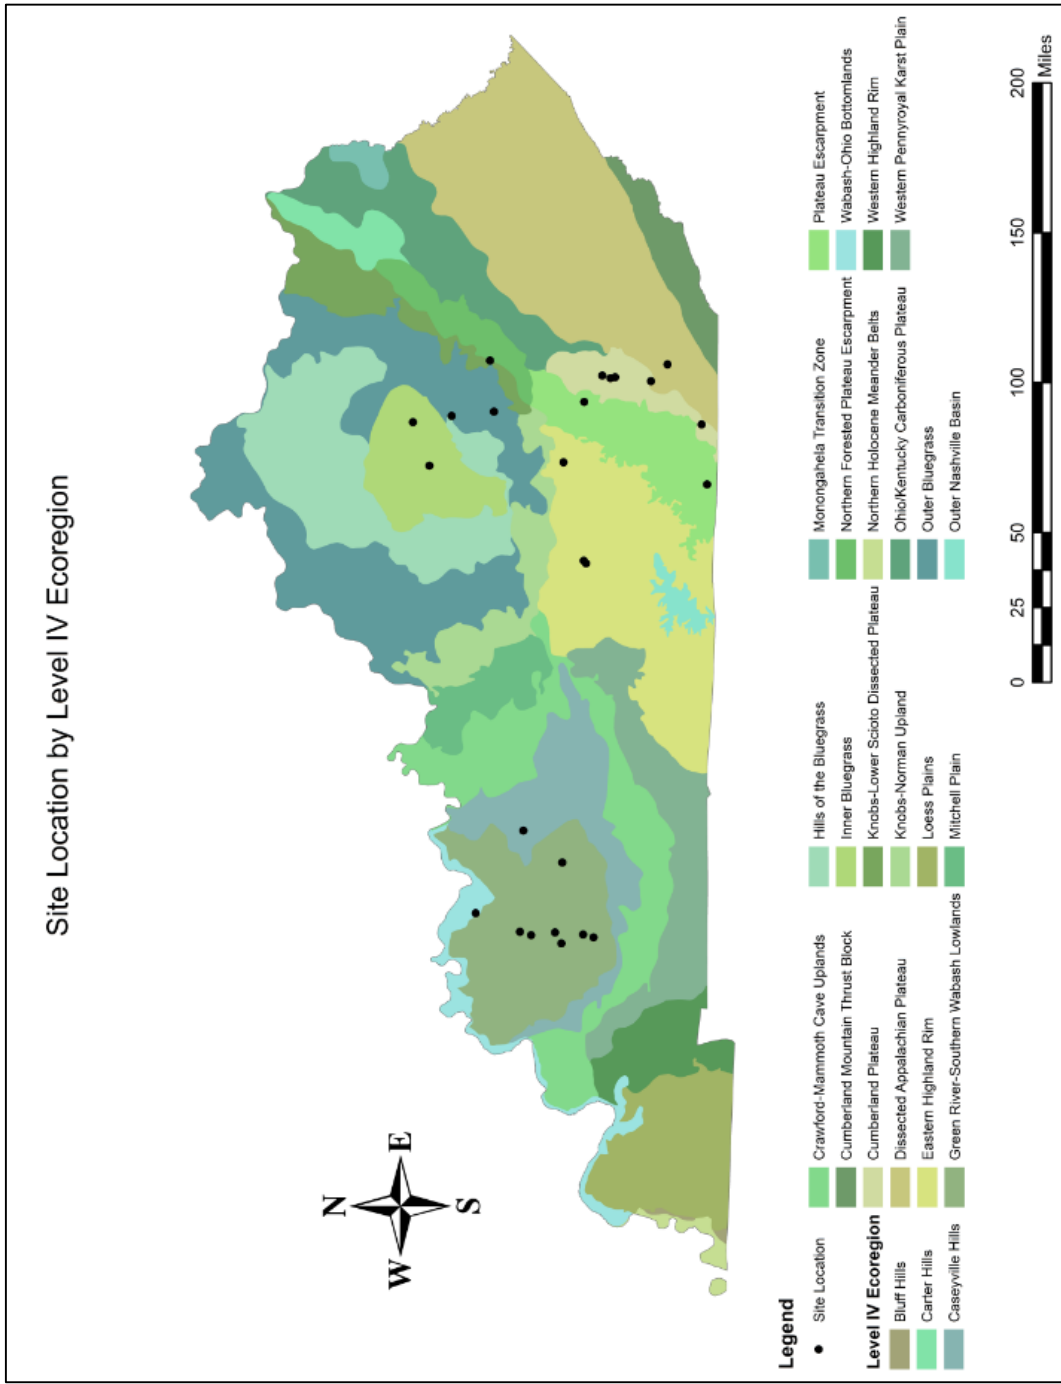 Site Location by Level IV Ecoregion
N
W
E
S
Legend
Site Location
Level IV Ecoregion
Bluff Hills
Carter Hills
Caseyville Hills
Crawford-Mammoth Cave Uplands
Cumberland Mountain Thrust Block
Cumberland Plateau
Dissected Appalachian Plateau
Eastern Highland Rim
Green River-Southern Wabash Lowlands
Hills of the Bluegrass
Inner Bluegrass
Knobs-Lower Scioto Dissected Plateau
Knobs-Norman Upland
Loess Plains
Mitchell Plain
Monongahela Transition Zone
Northern Forested Plateau Escarpment
Northern Holocene Meander Belts
Ohio/Kentucky Carboniferous Plateau
Outer Bluegrass
Outer Nashville Basin
Plateau Escarpment
Wabash-Ohio Bottomlands
Western Highland Rim
Western Pennyroyal Karst Plain
0 25 50 100 150 200
Miles